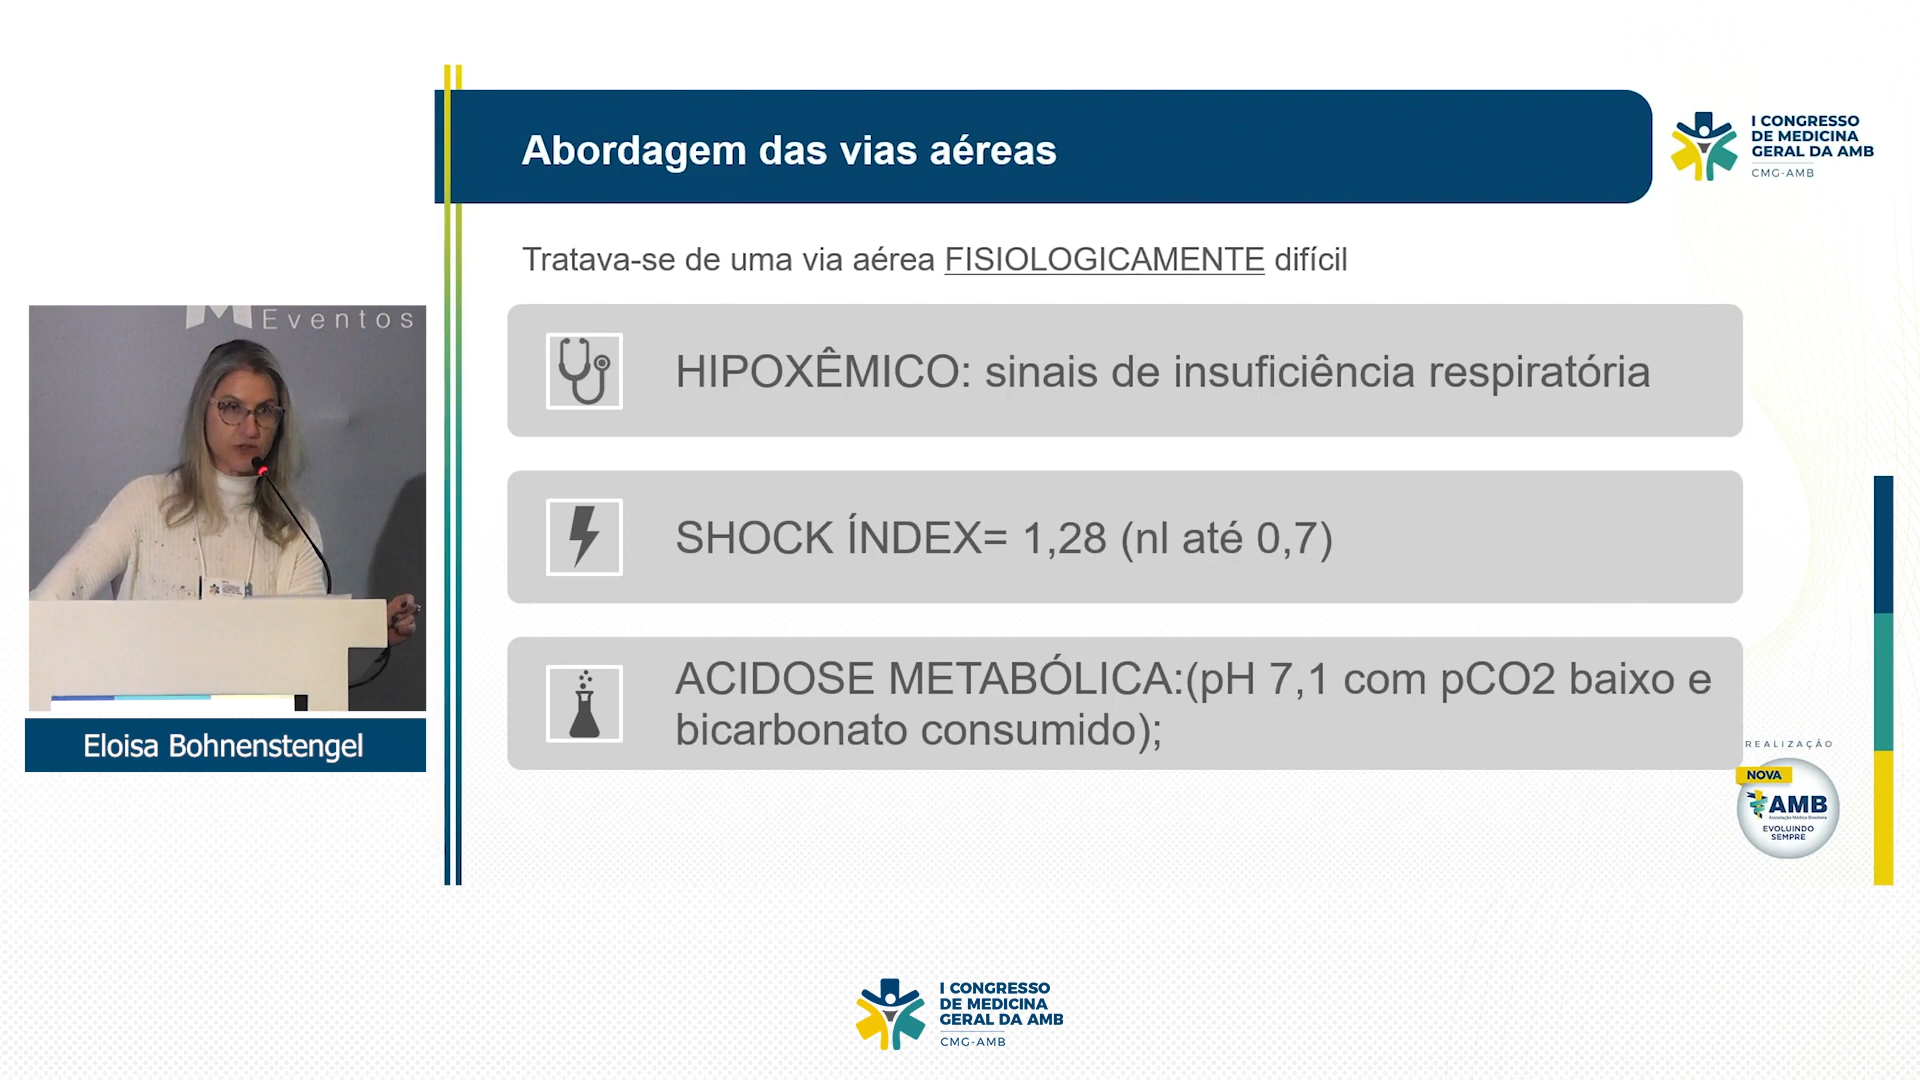 Abordagem das vias aéreas
I CONGRESSO
DE MEDICINA
GERAL DA AMB
CMG-AMB
Tratava-se de uma via aérea FISIOLOGICAMENTE difícil
Eventos
HIPOXÊMICO: sinais de insuficiência respiratória
SHOCK ÍNDEX= 1,28 (nl até 0,7)
ACIDOSE METABÓLICA:(pH 7,1 com pCO2 baixo e
bicarbonato consumido);
Eloisa Bohnenstengel
REALIZAÇÃO
NOVA
AMB
Associação Médica Brasileira
EVOLUINDO
SEMPRE
I CONGRESSO
DE MEDICINA
GERAL DA AMB
CMG-AMB